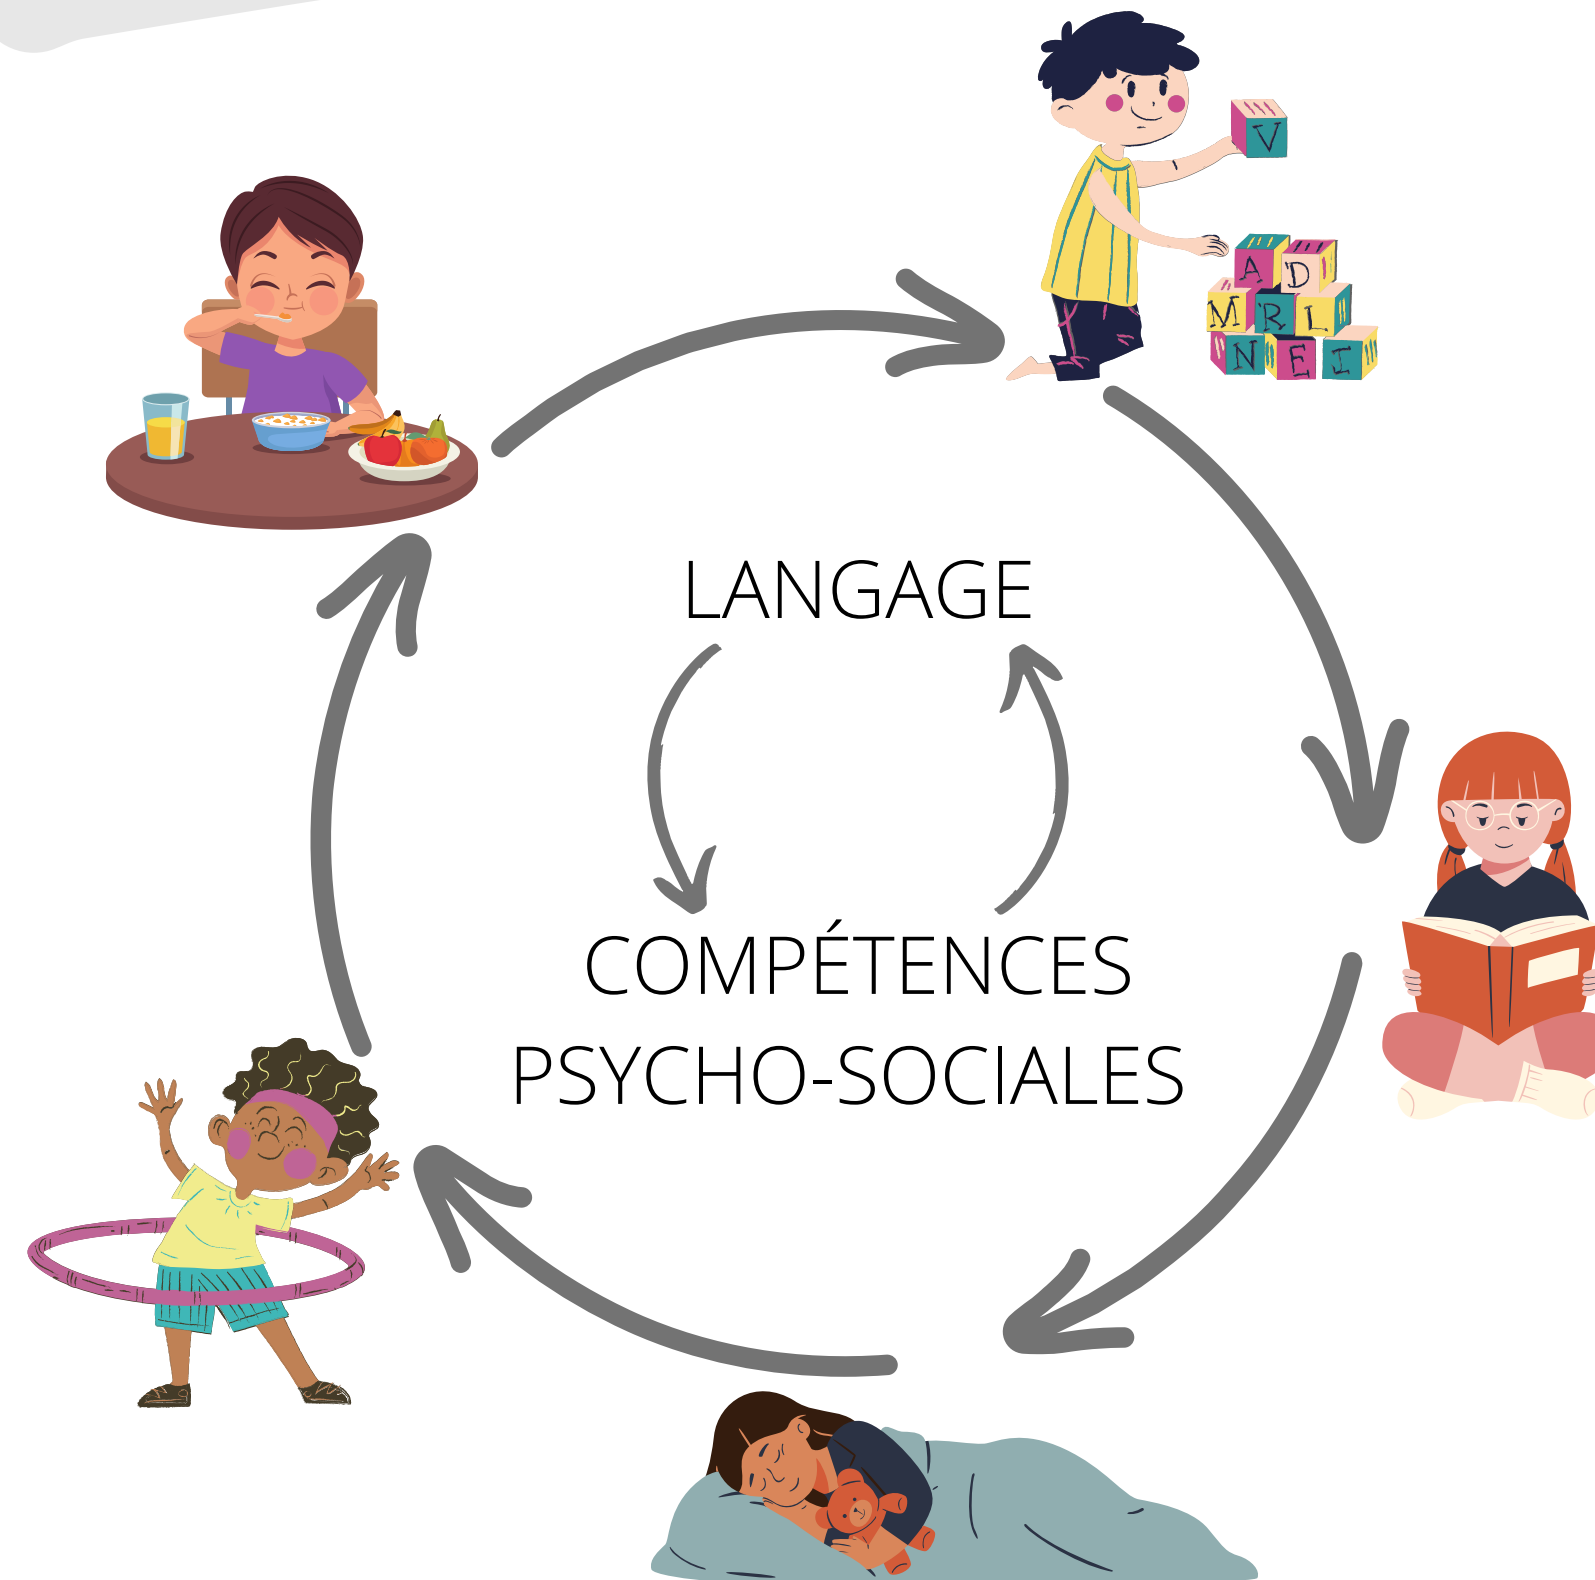 V
A D
M R L
N E I
LANGAGE
COMPÉTENCES
PSYCHO-SOCIALES